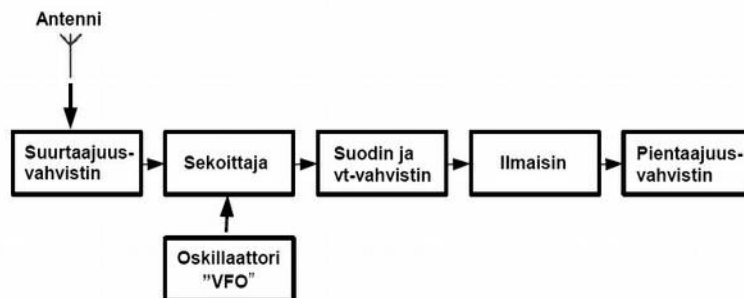 Antenni
Suurtaajuus-
vahvistin
Sekoittaja
Suodin ja
vt-vahvistin
Ilmaisin
Pientaajuus-
vahvistin
Oskillaattori
"VFO"